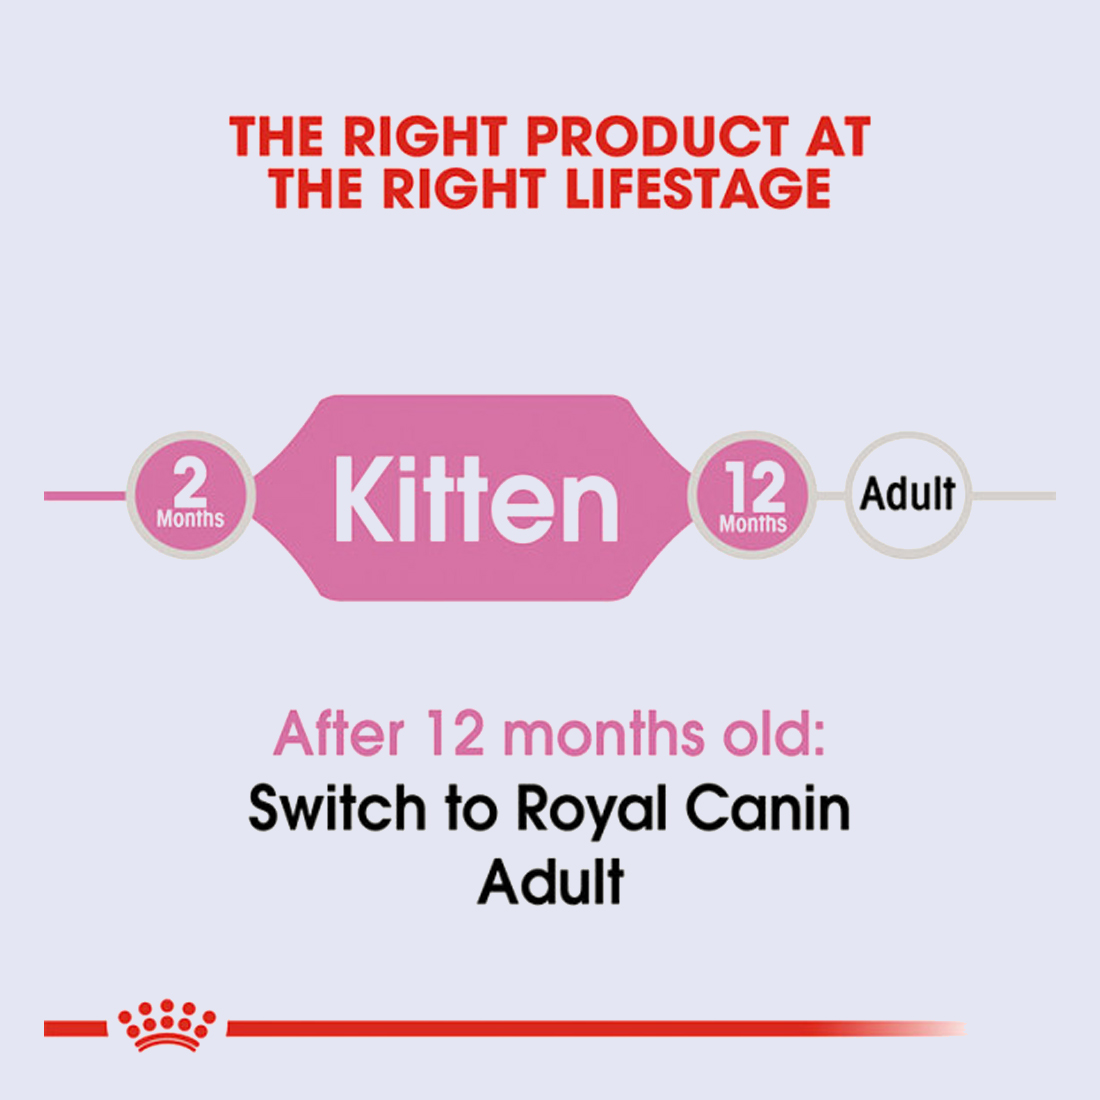 THE RIGHT PRODUCT AT
THE RIGHT LIFESTAGE
2
Months
Kitten
12
Months
Adult
After 12 months old:
Switch to Royal Canin
Adult